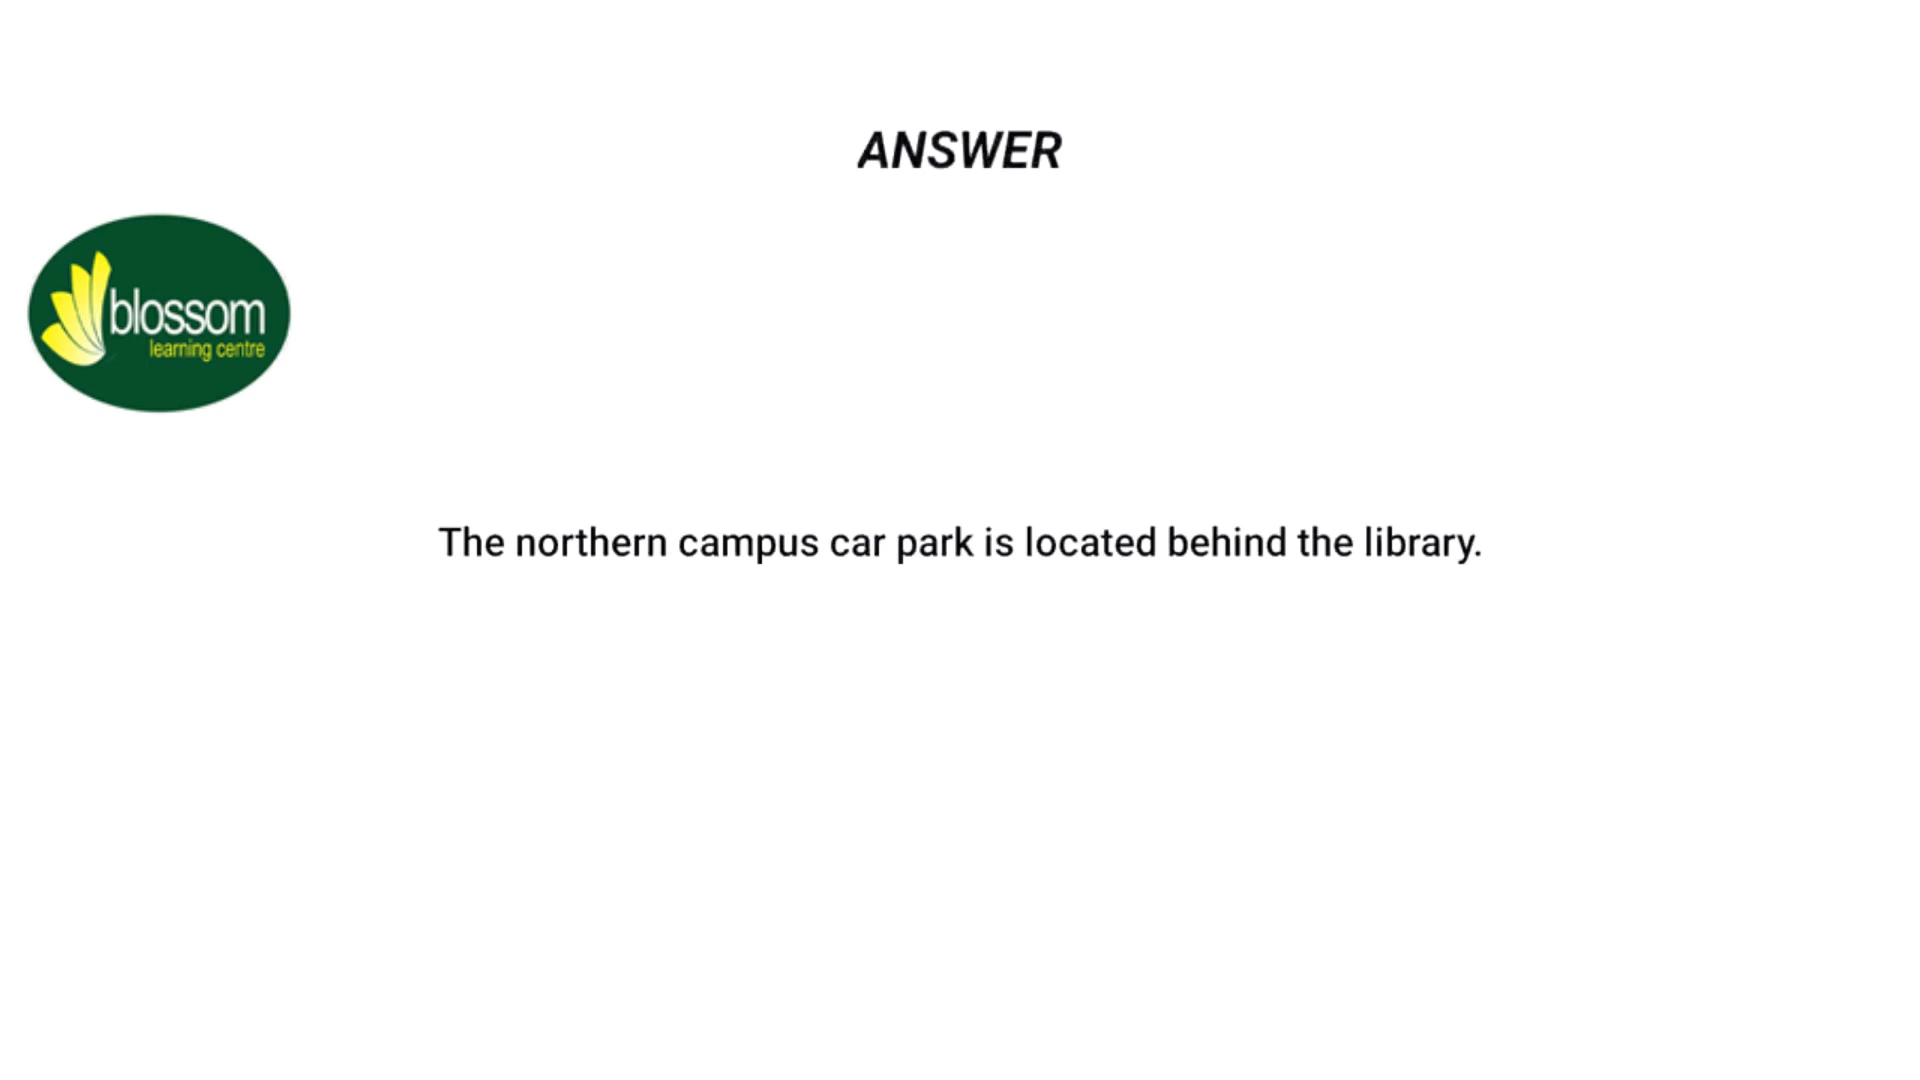 ANSWER
blossom
learning centre
The northern campus car park is located behind the library.